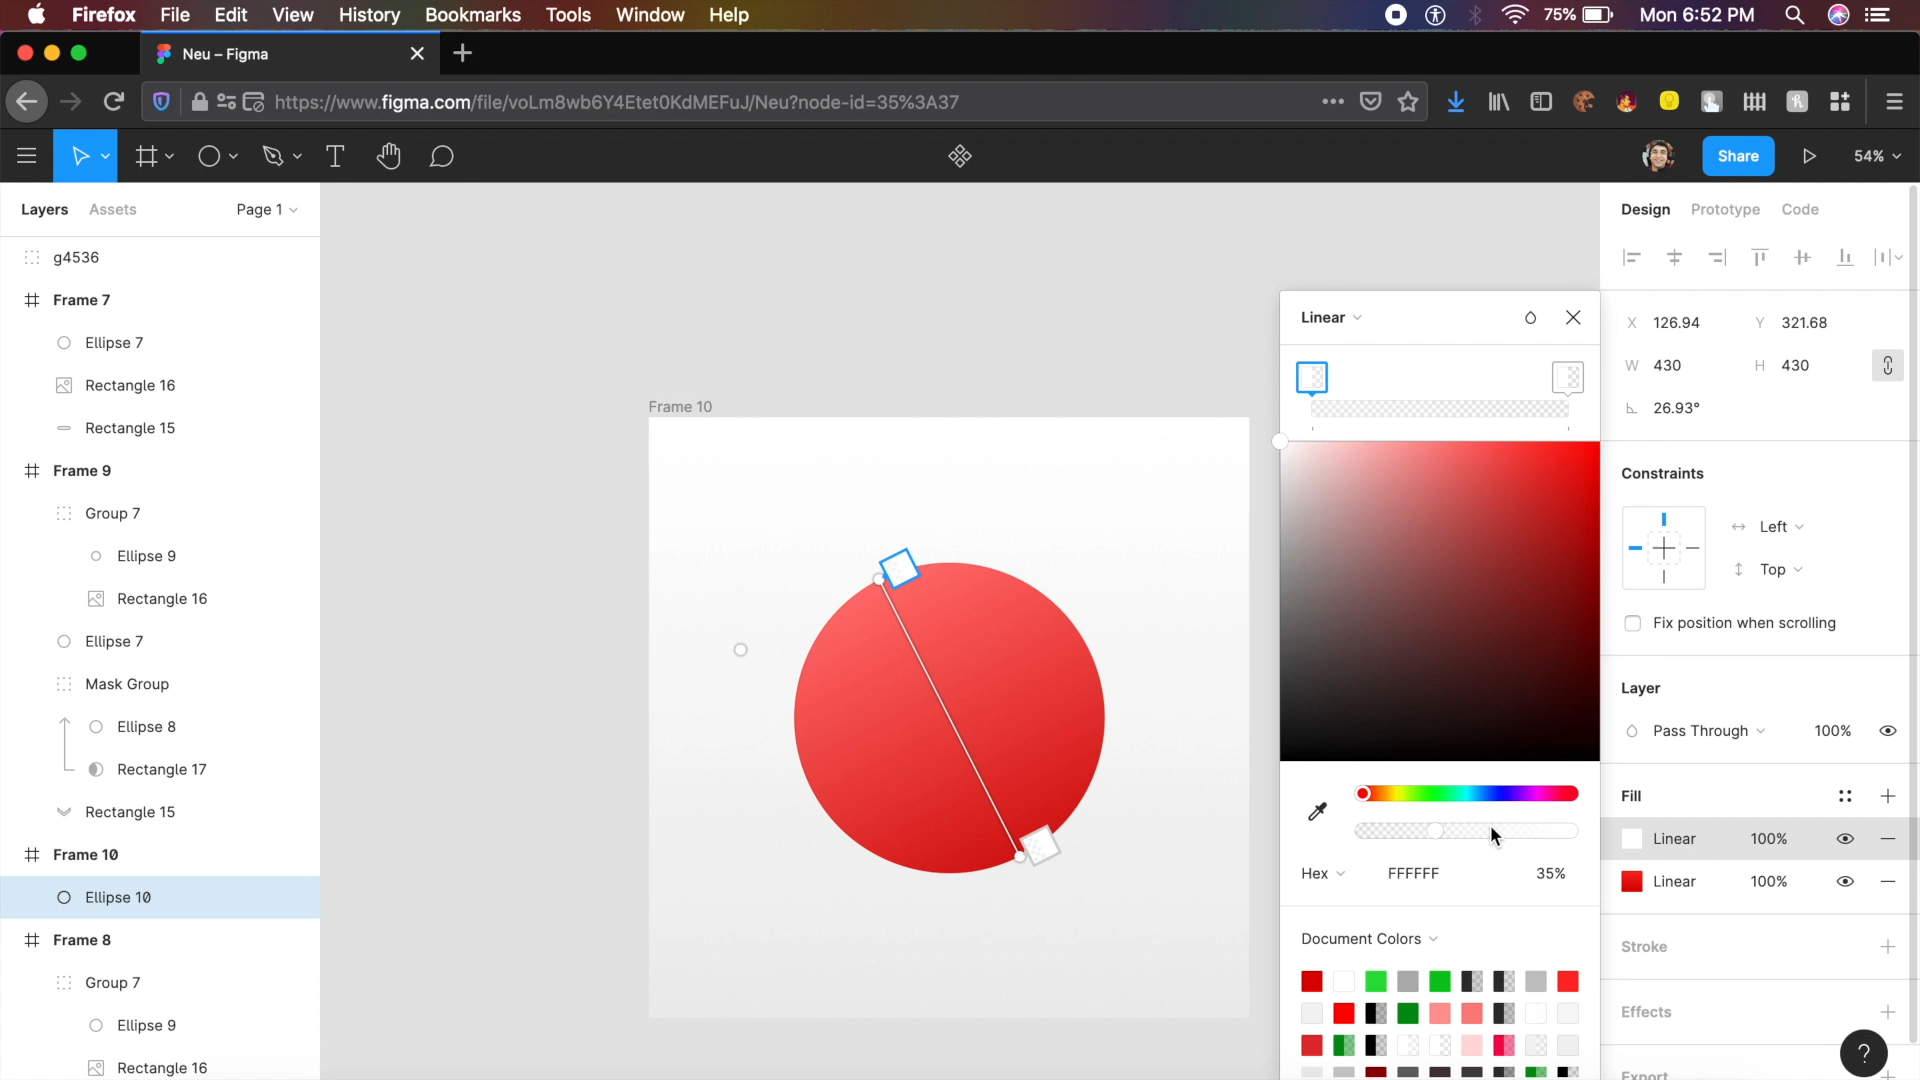 Firefox File Edit View History Bookmarks Tools Window Help 75% Mon 6:52 PM
Neu – Figma
https://www.figma.com/file/voLm8wb6Y4Etet0KdMEFuJ/Neu?node-id=35%3A37
Share 54%
Layers Assets Page 1
g4536
Frame 7
Ellipse 7
Rectangle 16
Rectangle 15
Frame 9
Group 7
Ellipse 9
Rectangle 16
Ellipse 7
Mask Group
Ellipse 8
Rectangle 17
Rectangle 15
Frame 10
Ellipse 10
Frame 8
Group 7
Ellipse 9
Rectangle 16
Frame 10
Linear
Hex FFFFFF 35%
Document Colors
Design Prototype Code
X 126.94 Y 321.68
W 430 H 430
26.93°
Constraints
Left
Top
Fix position when scrolling
Layer
Pass Through 100%
Fill
Linear 100%
Linear 100%
Stroke
Effects
Export
?